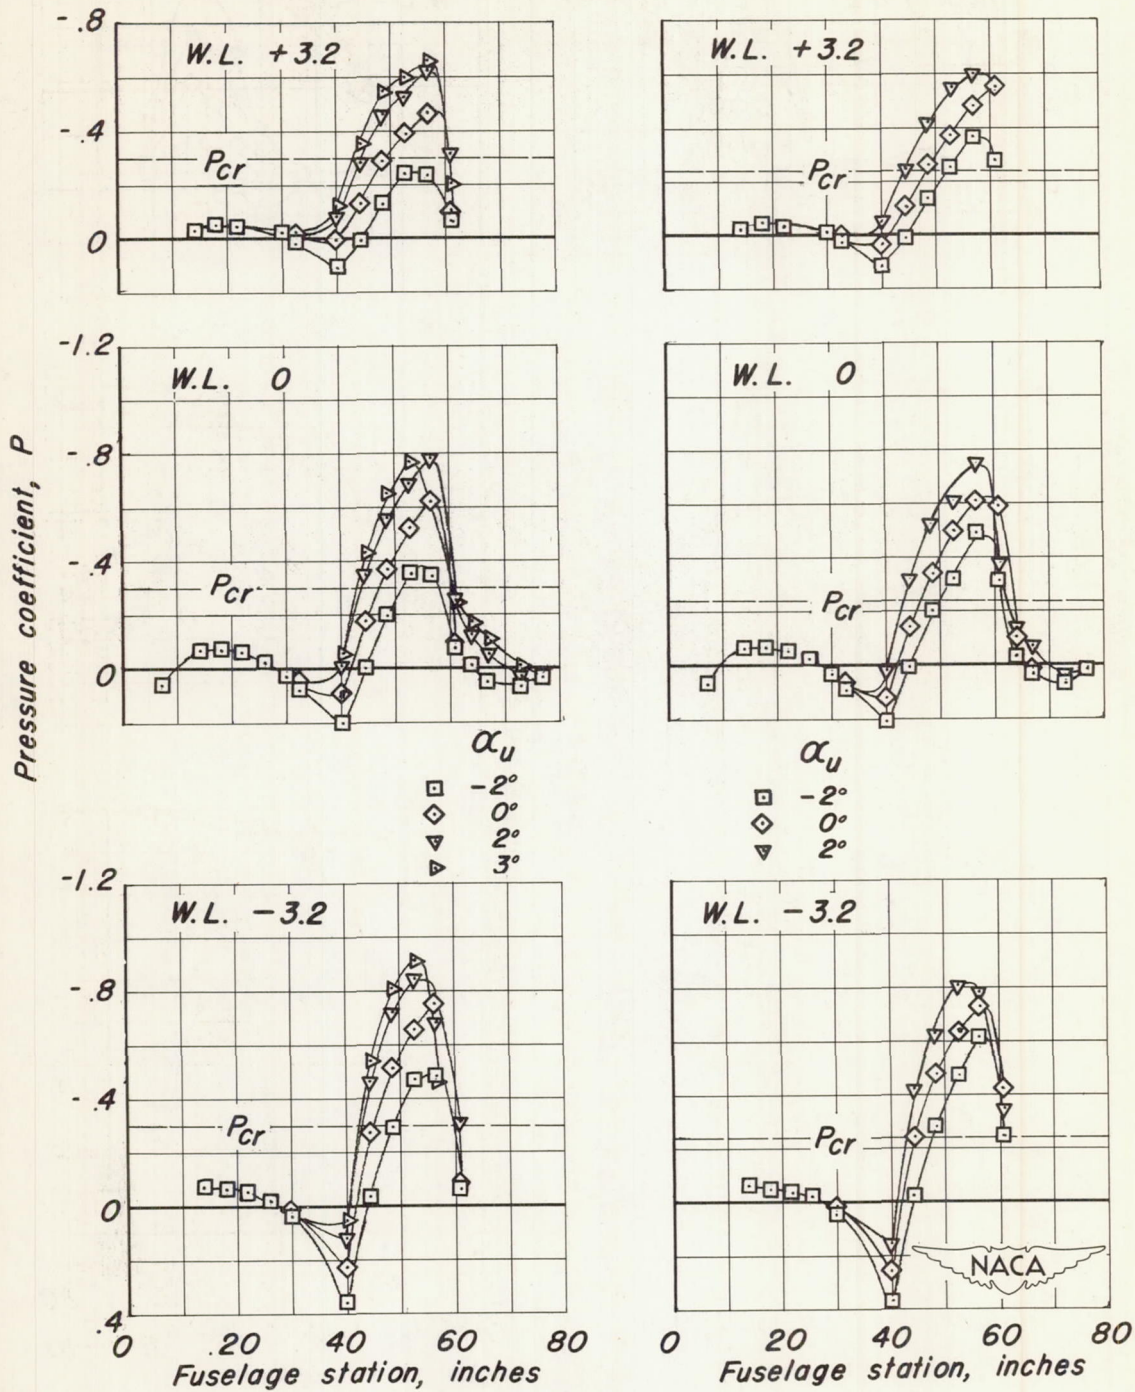 -.8
W.L. +3.2
W.L. +3.2
-.4
Pcr
Pcr
0
-1.2
W.L. 0
W.L. 0
-.8
Pressure coefficient, P
-.4
Pcr
Pcr
0
αu
-2°
0°
2°
3°
αu
-2°
0°
2°
-1.2
W.L. -3.2
W.L. -3.2
-.8
-.4
Pcr
Pcr
0
NACA
.4
0 .20 40 60 80
0 40 60 80
Fuselage station, inches
Fuselage station, inches